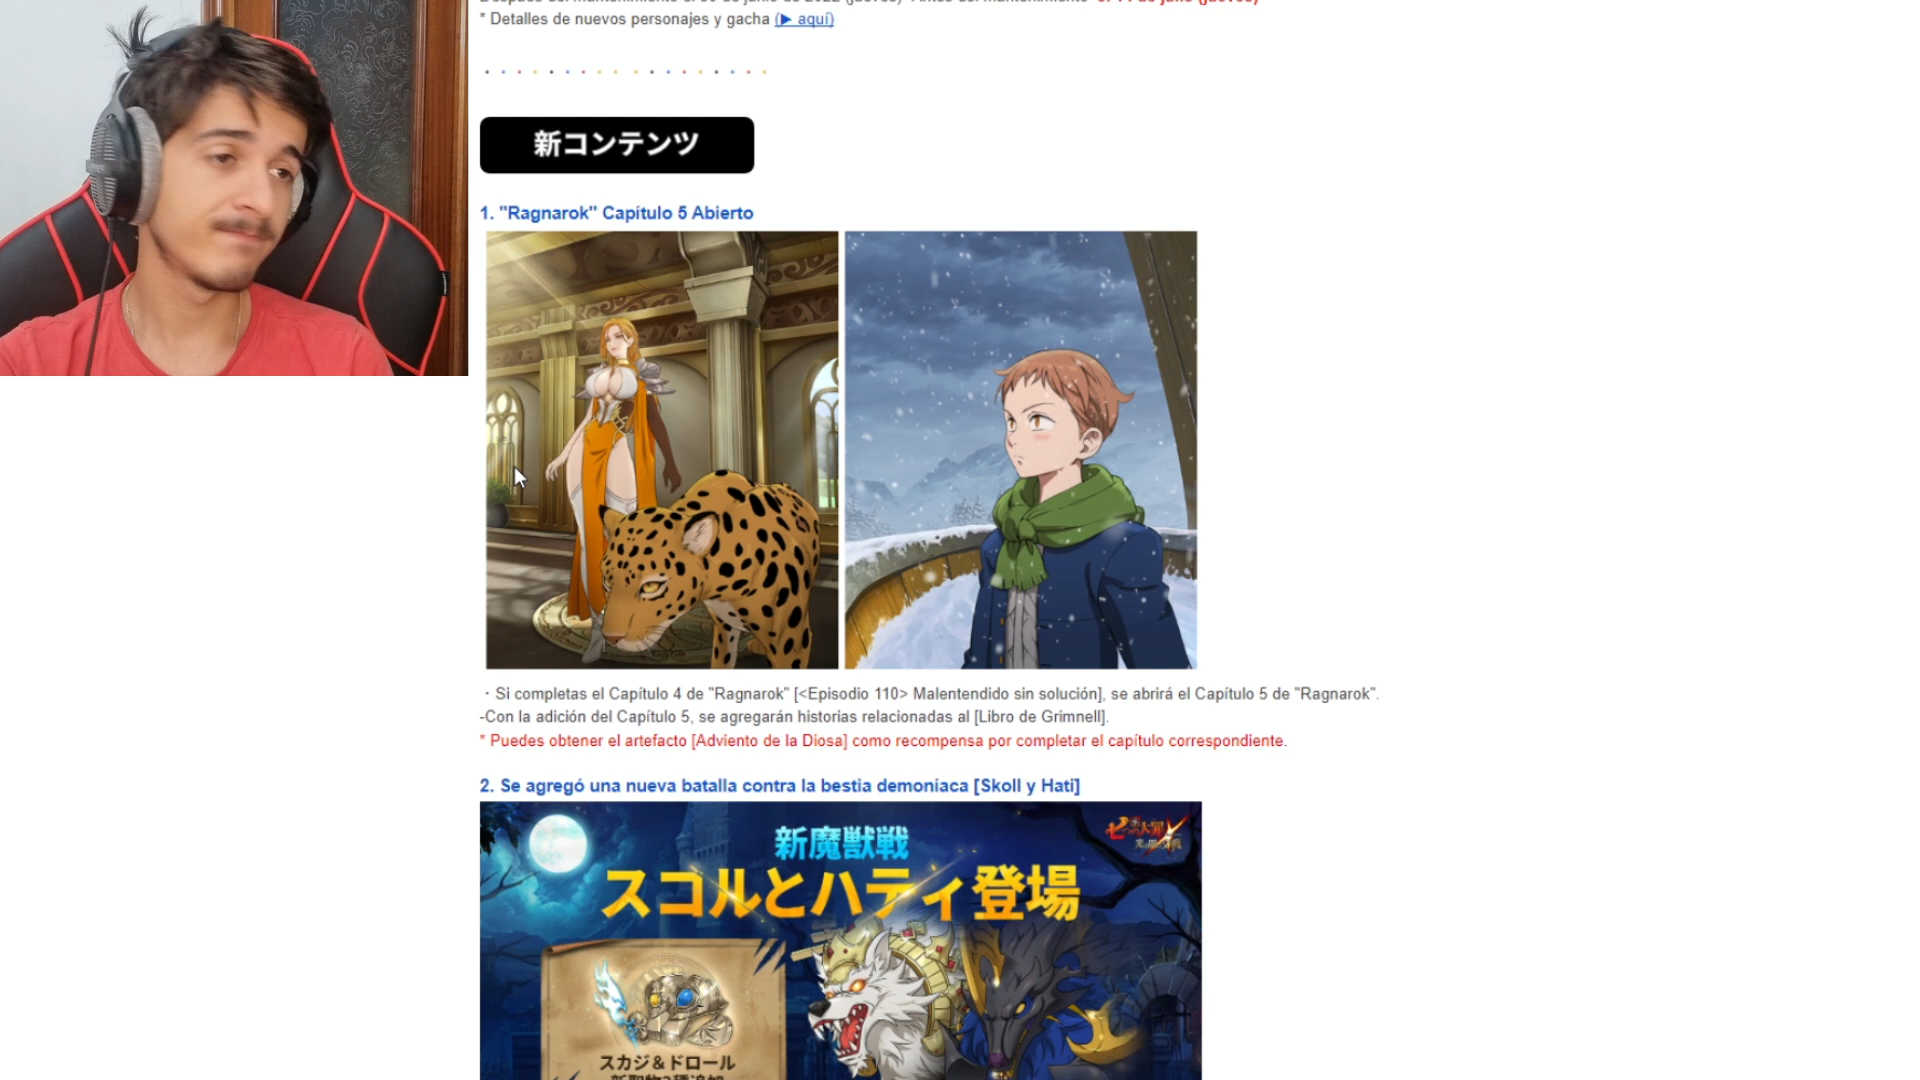 * Detalles de nuevos personajes y gacha (▶ aquí)
新コンテンツ
1. "Ragnarok" Capítulo 5 Abierto
・Si completas el Capítulo 4 de "Ragnarok" [<Episodio 110> Malentendido sin solución], se abrirá el Capítulo 5 de "Ragnarok".
-Con la adición del Capítulo 5, se agregarán historias relacionadas al [Libro de Grimnell].
* Puedes obtener el artefacto [Adviento de la Diosa] como recompensa por completar el capítulo correspondiente.
2. Se agregó una nueva batalla contra la bestia demoníaca [Skoll y Hati]
新魔獣戦
スコルとハティ登場
スカジ&ドロール